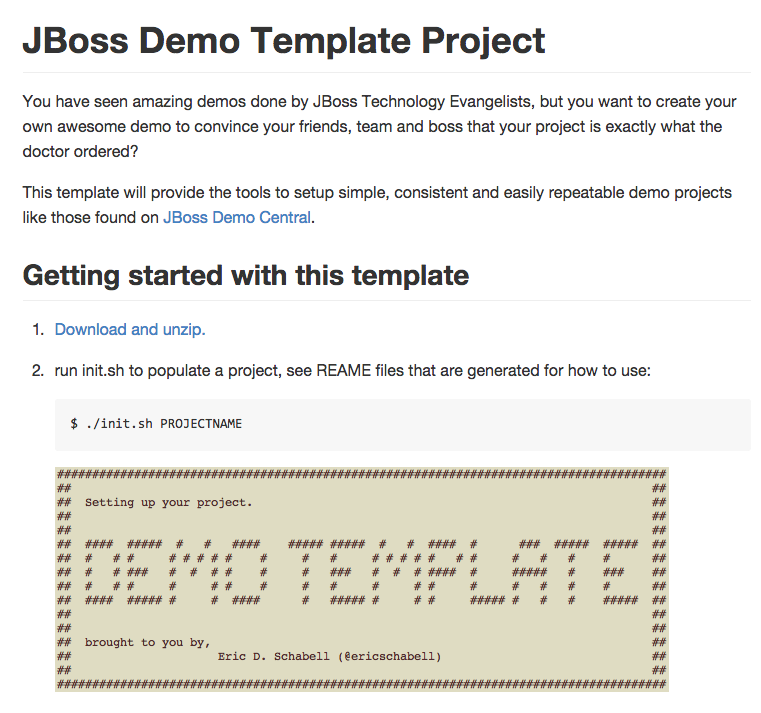 JBoss Demo Template Project
You have seen amazing demos done by JBoss Technology Evangelists, but you want to create your
own awesome demo to convince your friends, team and boss that your project is exactly what the
doctor ordered?
This template will provide the tools to setup simple, consistent and easily repeatable demo projects
like those found on JBoss Demo Central.
Getting started with this template
1. Download and unzip.
2. run init.sh to populate a project, see REAME files that are generated for how to use:
$ ./init.sh PROJECTNAME
Setting up your project.
DEMO TEMPLATE
brought to you by,
Eric D. Schabell (@ericschabell)